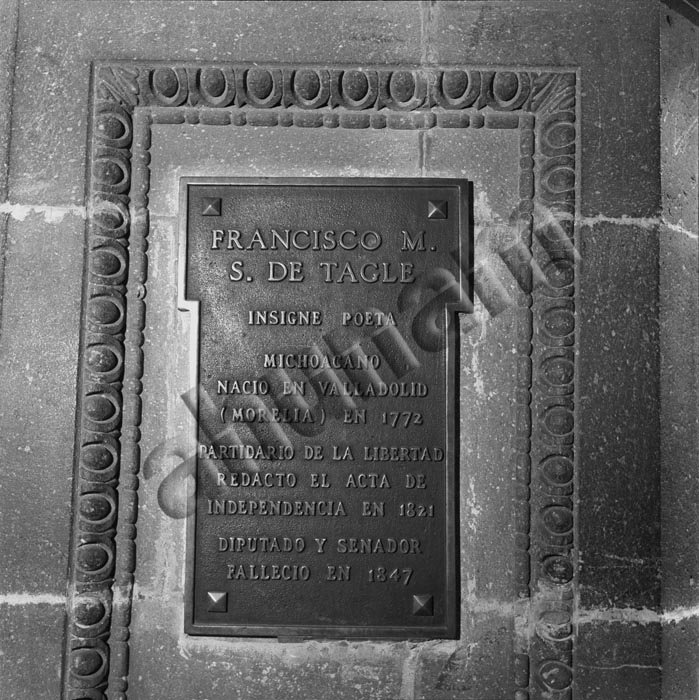 FRANCISCO M.
S. DE TAGLE
INSIGNE POETA
MICHOACANO
NACIO EN VALLADOLID
(MORELIA) EN 1772
PARTIDARIO DE LA LIBERTAD
REDACTO EL ACTA DE
INDEPENDENCIA EN 1821
DIPUTADO Y SENADOR
FALLECIO EN 1847